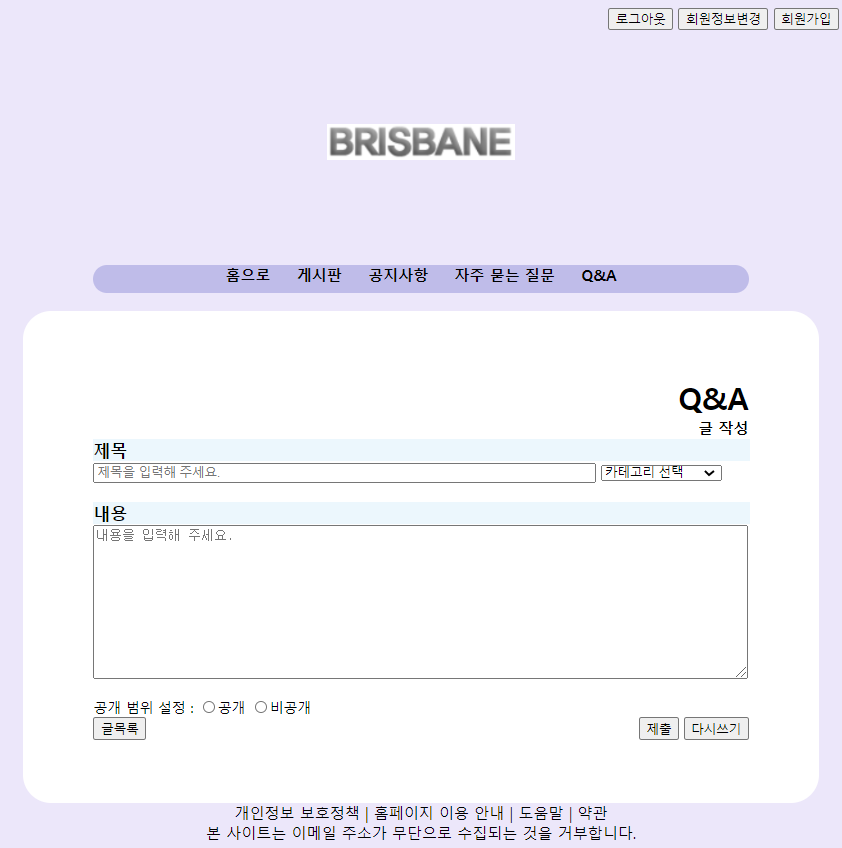 로그아웃 회원정보변경 회원가입
BRISBANE
홈으로 게시판 공지사항 자주 묻는 질문 Q&A
Q&A
글 작성
제목
제목을 입력해 주세요. 카테고리 선택
내용
내용을 입력해 주세요.
공개 범위 설정 : 공개 비공개
글목록 제출 다시쓰기
개인정보 보호정책 | 홈페이지 이용 안내 | 도움말 | 약관
본 사이트는 이메일 주소가 무단으로 수집되는 것을 거부합니다.